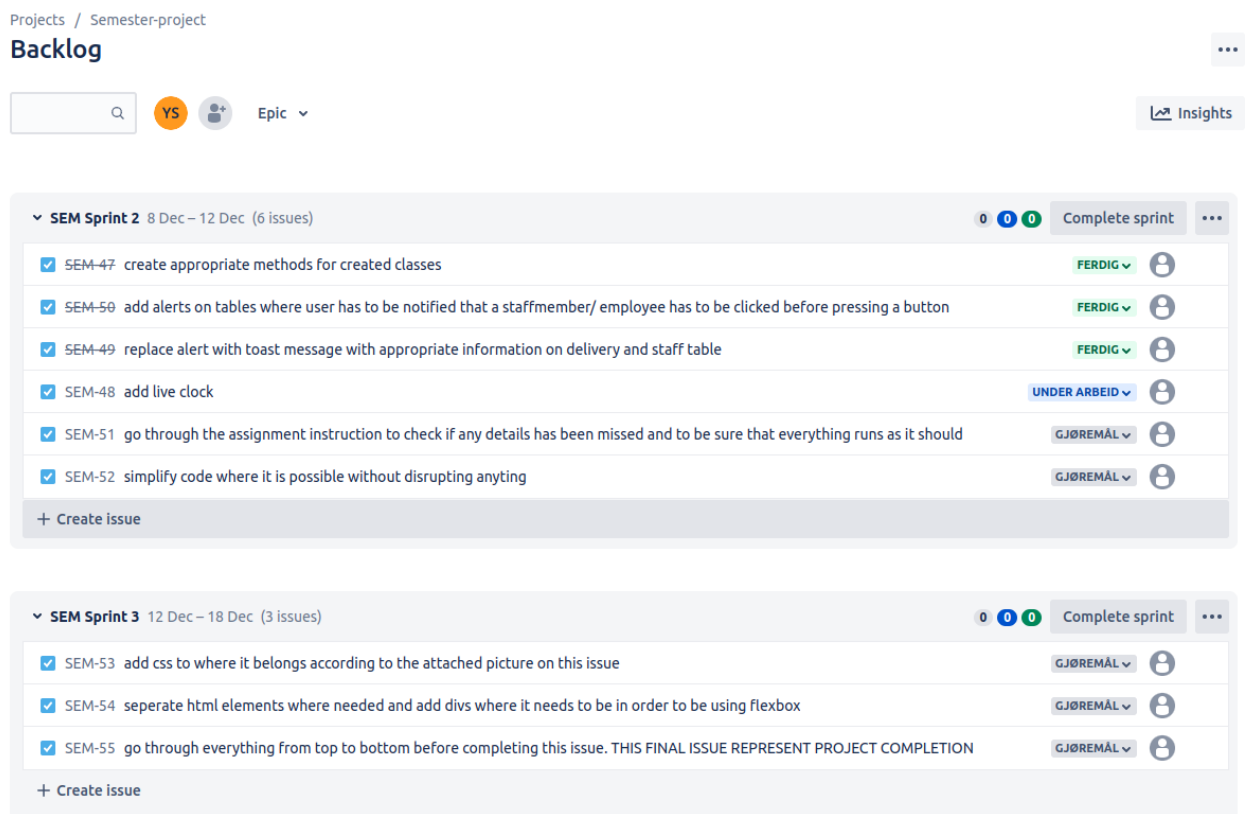 Projects / Semester-project
Backlog
YS Epic Insights
SEM Sprint 2 8 Dec – 12 Dec (6 issues) 0 0 0 Complete sprint
SEM-47 create appropriate methods for created classes FERDIG
SEM-50 add alerts on tables where user has to be notified that a staffmember/ employee has to be clicked before pressing a button FERDIG
SEM-49 replace alert with toast message with appropriate information on delivery and staff table FERDIG
SEM-48 add live clock UNDER ARBEID
SEM-51 go through the assignment instruction to check if any details has been missed and to be sure that everything runs as it should GJØREMÅL
SEM-52 simplify code where it is possible without disrupting anyting GJØREMÅL
+ Create issue
SEM Sprint 3 12 Dec – 18 Dec (3 issues) 0 0 0 Complete sprint
SEM-53 add css to where it belongs according to the attached picture on this issue GJØREMÅL
SEM-54 seperate html elements where needed and add divs where it needs to be in order to be using flexbox GJØREMÅL
SEM-55 go through everything from top to bottom before completing this issue. THIS FINAL ISSUE REPRESENT PROJECT COMPLETION GJØREMÅL
+ Create issue